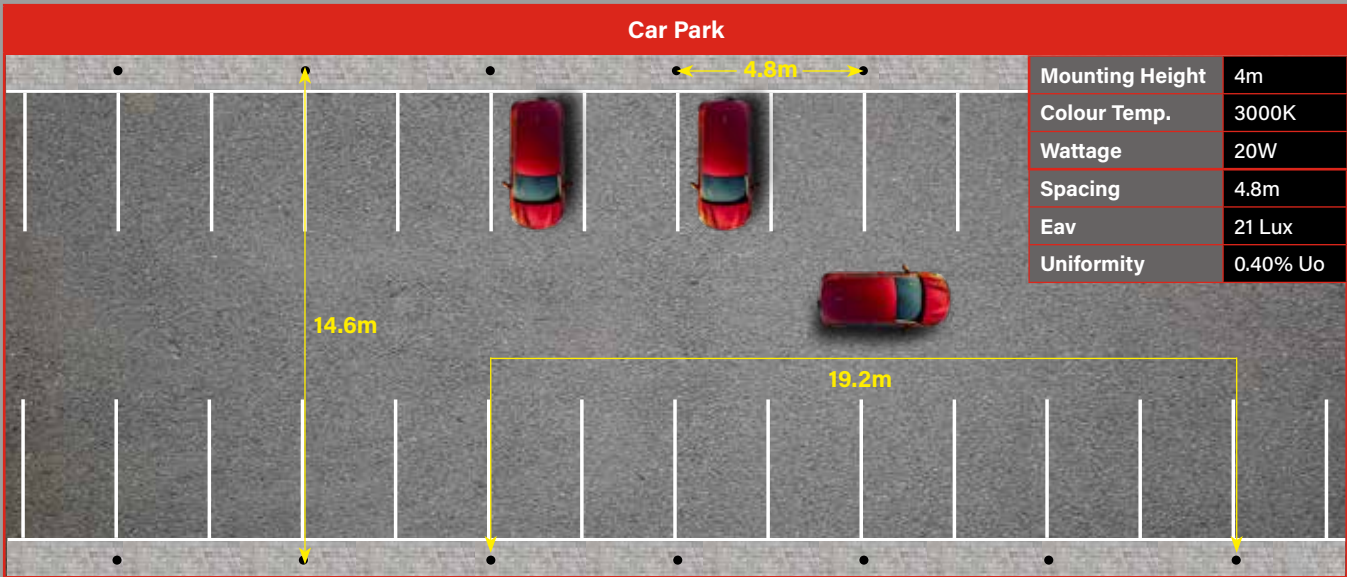 Car Park
4.8m
Mounting Height 4m
Colour Temp. 3000K
Wattage 20W
Spacing 4.8m
Eav 21 Lux
Uniformity 0.40% Uo
14.6m
19.2m